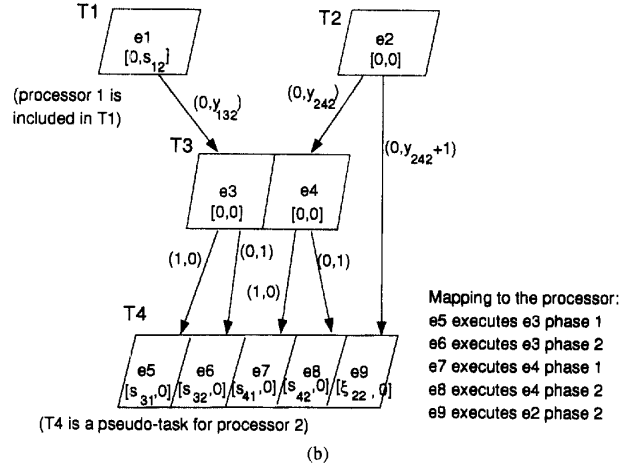 T1
T2
e1
[0,s12]
e2
[0,0]
(processor 1 is
included in T1)
(0,y132)
(0,y242)
(0,y242+1)
T3
e3
[0,0]
e4
[0,0]
(1,0)
(0,1)
(1,0)
(0,1)
T4
Mapping to the processor:
e5 executes e3 phase 1
e6 executes e3 phase 2
e7 executes e4 phase 1
e8 executes e4 phase 2
e9 executes e2 phase 2
e5
[s31,0]
e6
[s32,0]
e7
[s41,0]
e8
[s42,0]
e9
[ξ22,0]
(T4 is a pseudo-task for processor 2)
(b)